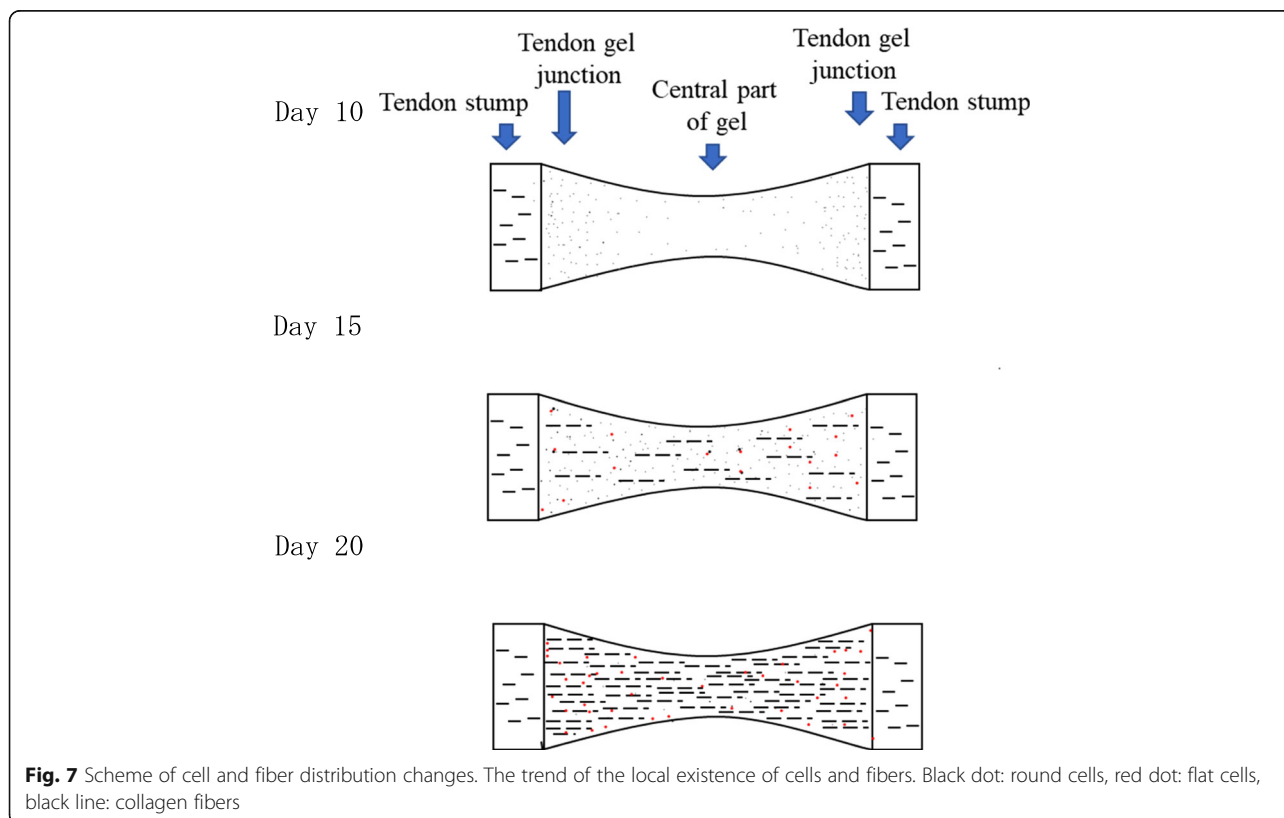 Tendon gel
junction
Tendon gel
junction
Central part
of gel
Day 10
Tendon stump
Tendon stump
Day 15
Day 20
Fig. 7 Scheme of cell and fiber distribution changes. The trend of the local existence of cells and fibers. Black dot: round cells, red dot: flat cells,
black line: collagen fibers